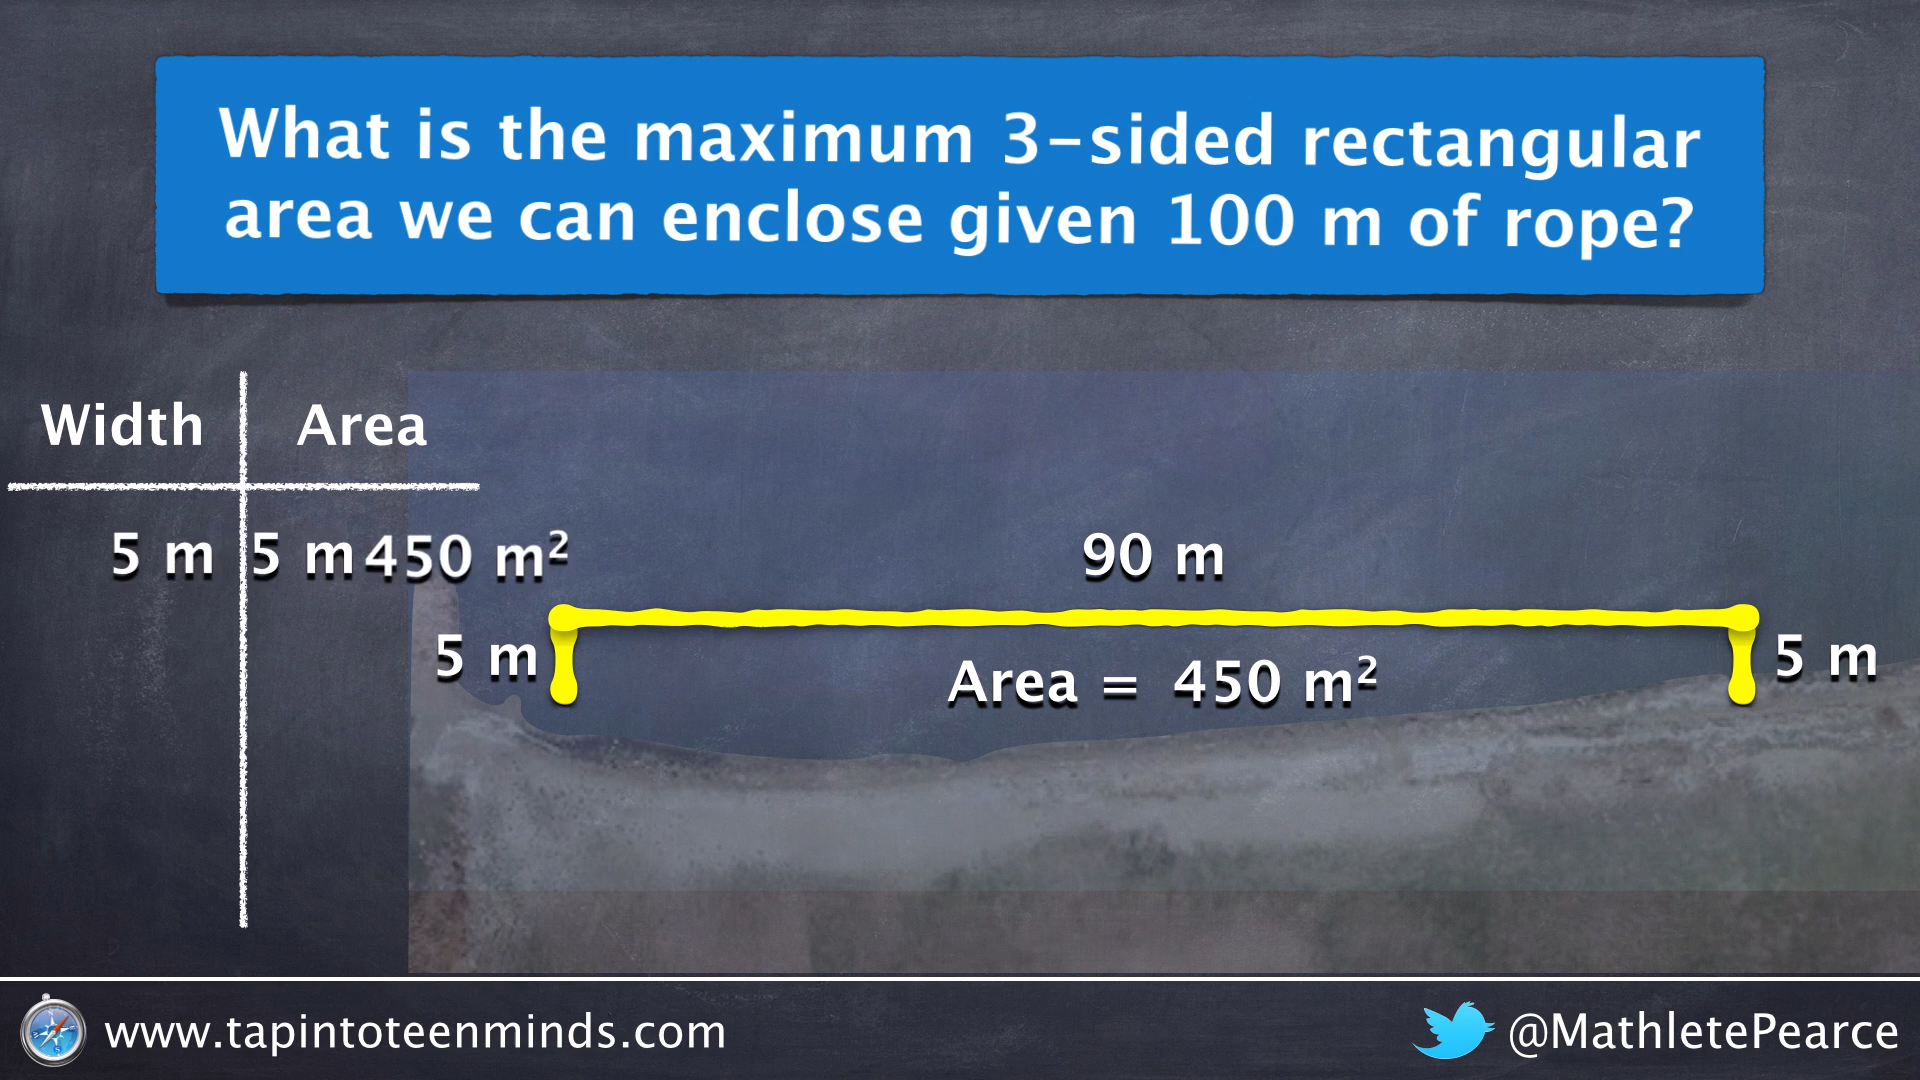 What is the maximum 3-sided rectangular
area we can enclose given 100 m of rope?
Width Area
5 m 5 m 450 m²
90 m
5 m
5 m
Area = 450 m²
www.tapintoteenminds.com
@MathletePearce